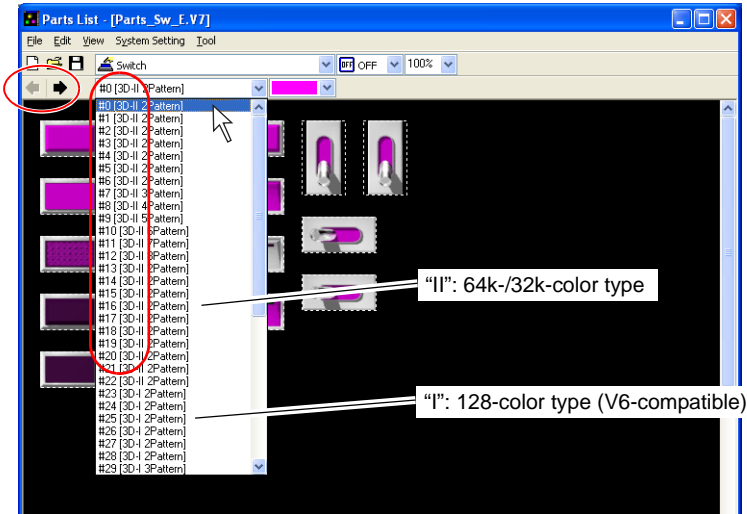 Parts List - [Parts_Sw_E.V7]
File Edit View System Setting Tool
Switch OFF OFF 100%
#0 [3D-II 2Pattern]
#0 [3D-II 2Pattern]
#1 [3D-II 2Pattern]
#2 [3D-II 2Pattern]
#3 [3D-II 2Pattern]
#4 [3D-II 2Pattern]
#5 [3D-II 2Pattern]
#6 [3D-II 2Pattern]
#7 [3D-II 3Pattern]
#8 [3D-II 4Pattern]
#9 [3D-II 5Pattern]
#10 [3D-II 6Pattern]
#11 [3D-II 7Pattern]
#12 [3D-II 8Pattern]
#13 [3D-II 2Pattern]
#14 [3D-II 2Pattern]
#15 [3D-II 2Pattern]
#16 [3D-II 2Pattern]
#17 [3D-II 2Pattern]
#18 [3D-II 2Pattern]
#19 [3D-II 2Pattern]
#20 [3D-II 2Pattern]
#21 [3D-II 2Pattern]
#22 [3D-II 2Pattern]
#23 [3D-I 2Pattern]
#24 [3D-I 2Pattern]
#25 [3D-I 2Pattern]
#26 [3D-I 2Pattern]
#27 [3D-I 2Pattern]
#28 [3D-I 2Pattern]
#29 [3D-I 3Pattern]
“II”: 64k-/32k-color type
“I”: 128-color type (V6-compatible)